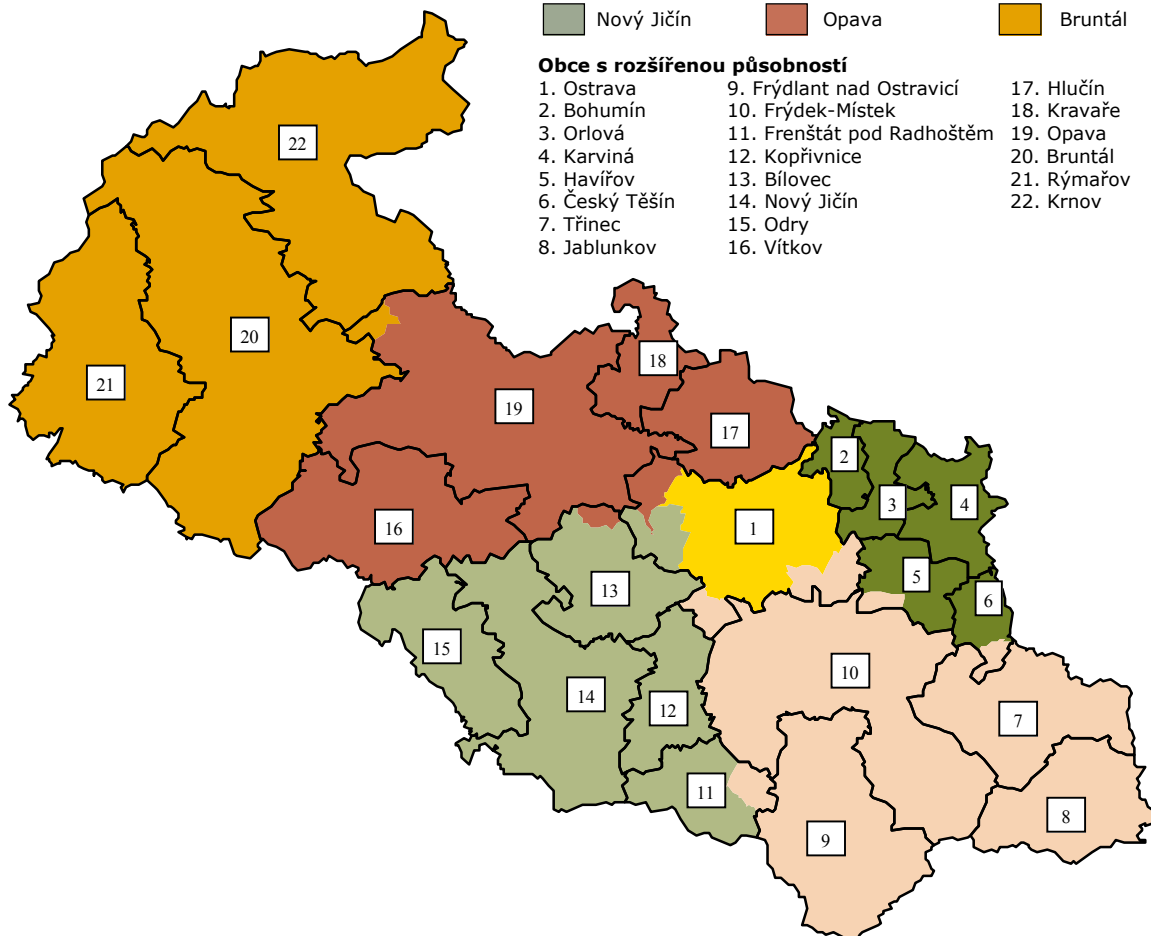 Nový Jičín Opava Bruntál
Obce s rozšířenou působností
1. Ostrava
2. Bohumín
3. Orlová
4. Karviná
5. Havířov
6. Český Těšín
7. Třinec
8. Jablunkov
9. Frýdlant nad Ostravicí
10. Frýdek-Místek
11. Frenštát pod Radhoštěm
12. Kopřivnice
13. Bílovec
14. Nový Jičín
15. Odry
16. Vítkov
17. Hlučín
18. Kravaře
19. Opava
20. Bruntál
21. Rýmařov
22. Krnov
22
20
21
18
19
17
2
3
4
16
1
5
13
6
15
10
14
12
7
11
8
9